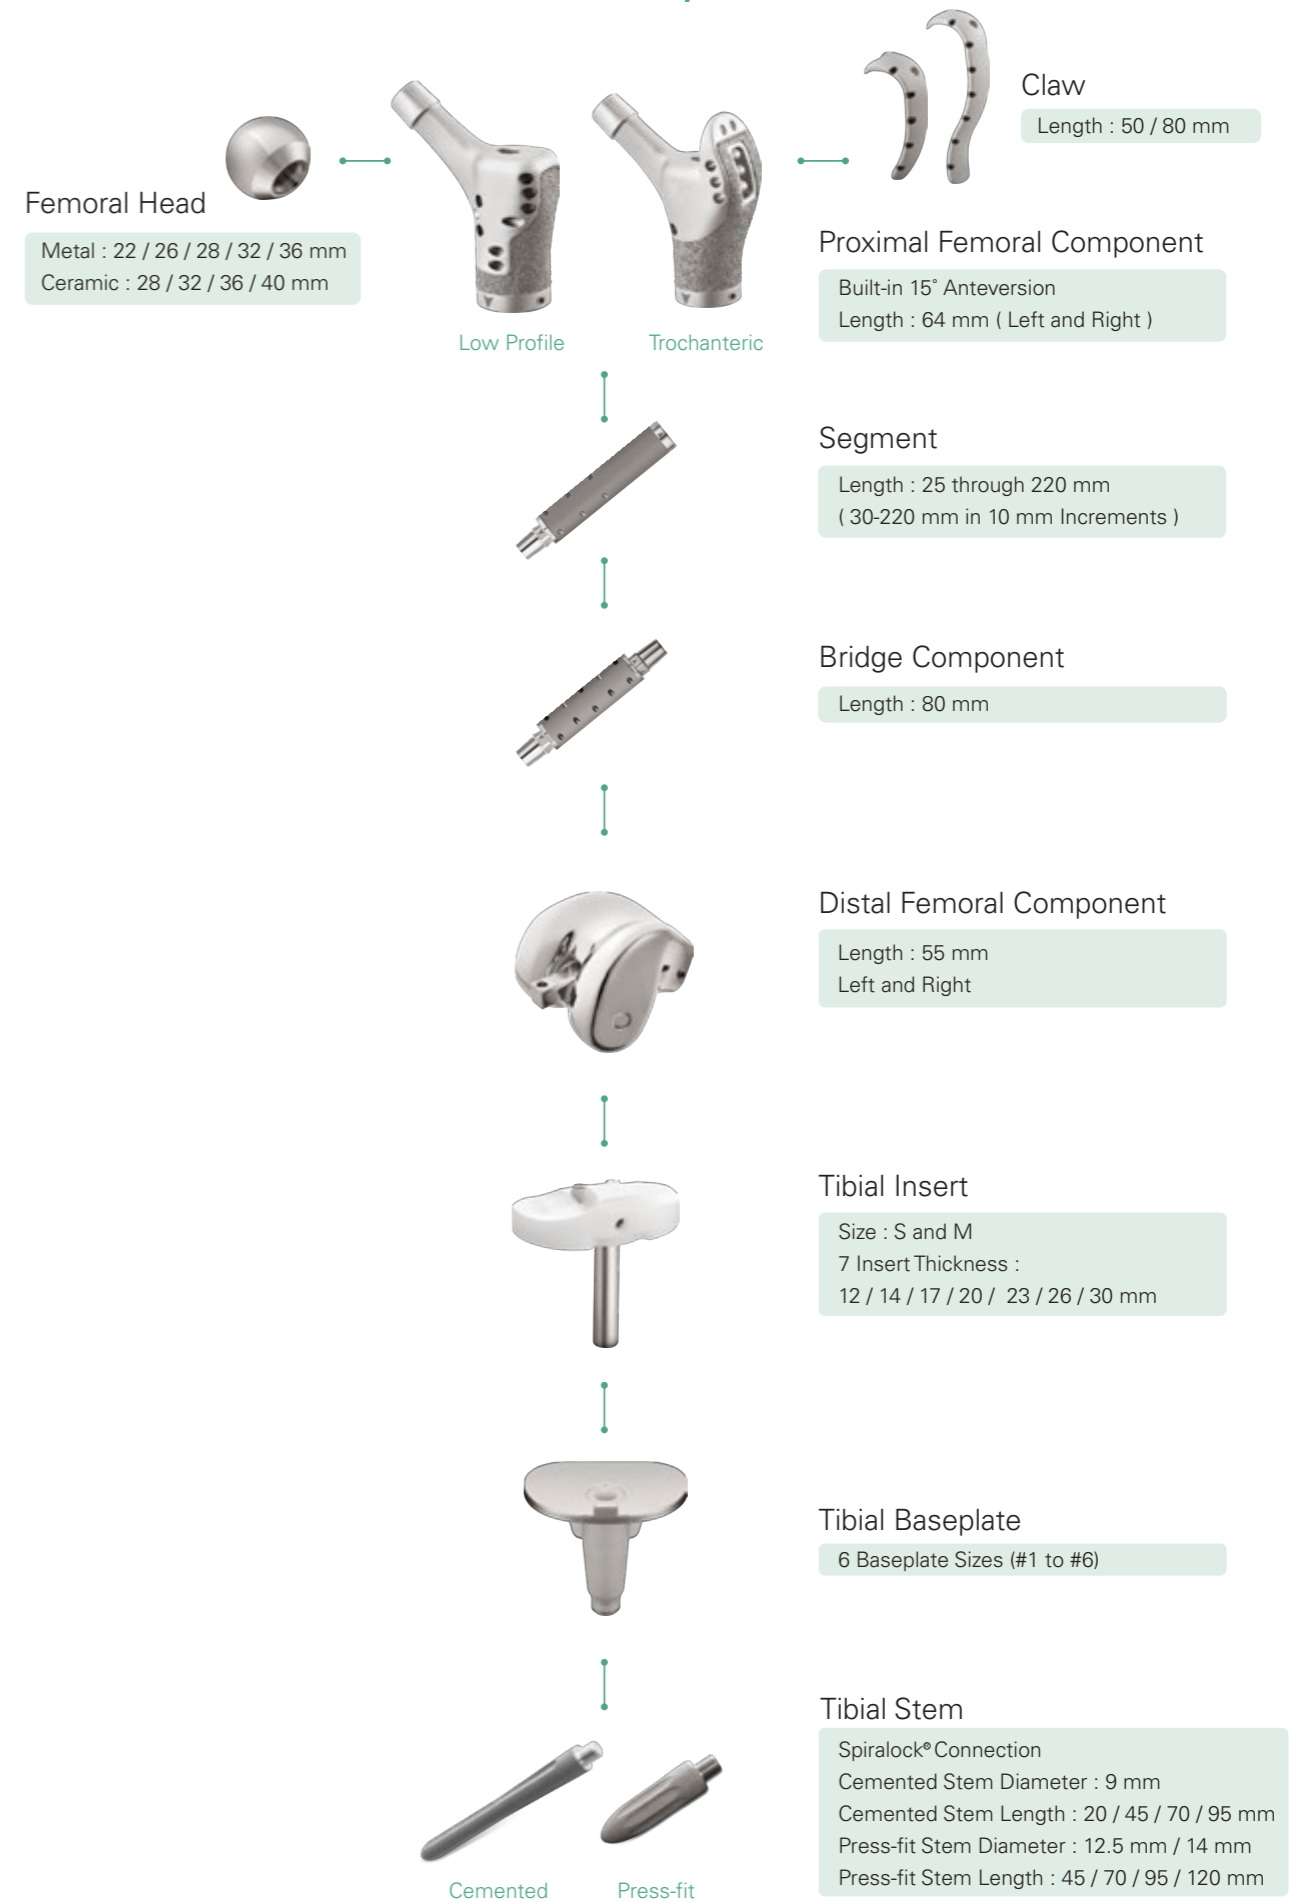 Claw
Length : 50 / 80 mm
Femoral Head
Metal : 22 / 26 / 28 / 32 / 36 mm
Ceramic : 28 / 32 / 36 / 40 mm
Low Profile
Trochanteric
Proximal Femoral Component
Built-in 15° Anteversion
Length : 64 mm ( Left and Right )
Segment
Length : 25 through 220 mm
( 30-220 mm in 10 mm Increments )
Bridge Component
Length : 80 mm
Distal Femoral Component
Length : 55 mm
Left and Right
Tibial Insert
Size : S and M
7 Insert Thickness :
12 / 14 / 17 / 20 / 23 / 26 / 30 mm
Tibial Baseplate
6 Baseplate Sizes (#1 to #6)
Tibial Stem
Spiralock® Connection
Cemented Stem Diameter : 9 mm
Cemented Stem Length : 20 / 45 / 70 / 95 mm
Press-fit Stem Diameter : 12.5 mm / 14 mm
Press-fit Stem Length : 45 / 70 / 95 / 120 mm
Cemented
Press-fit